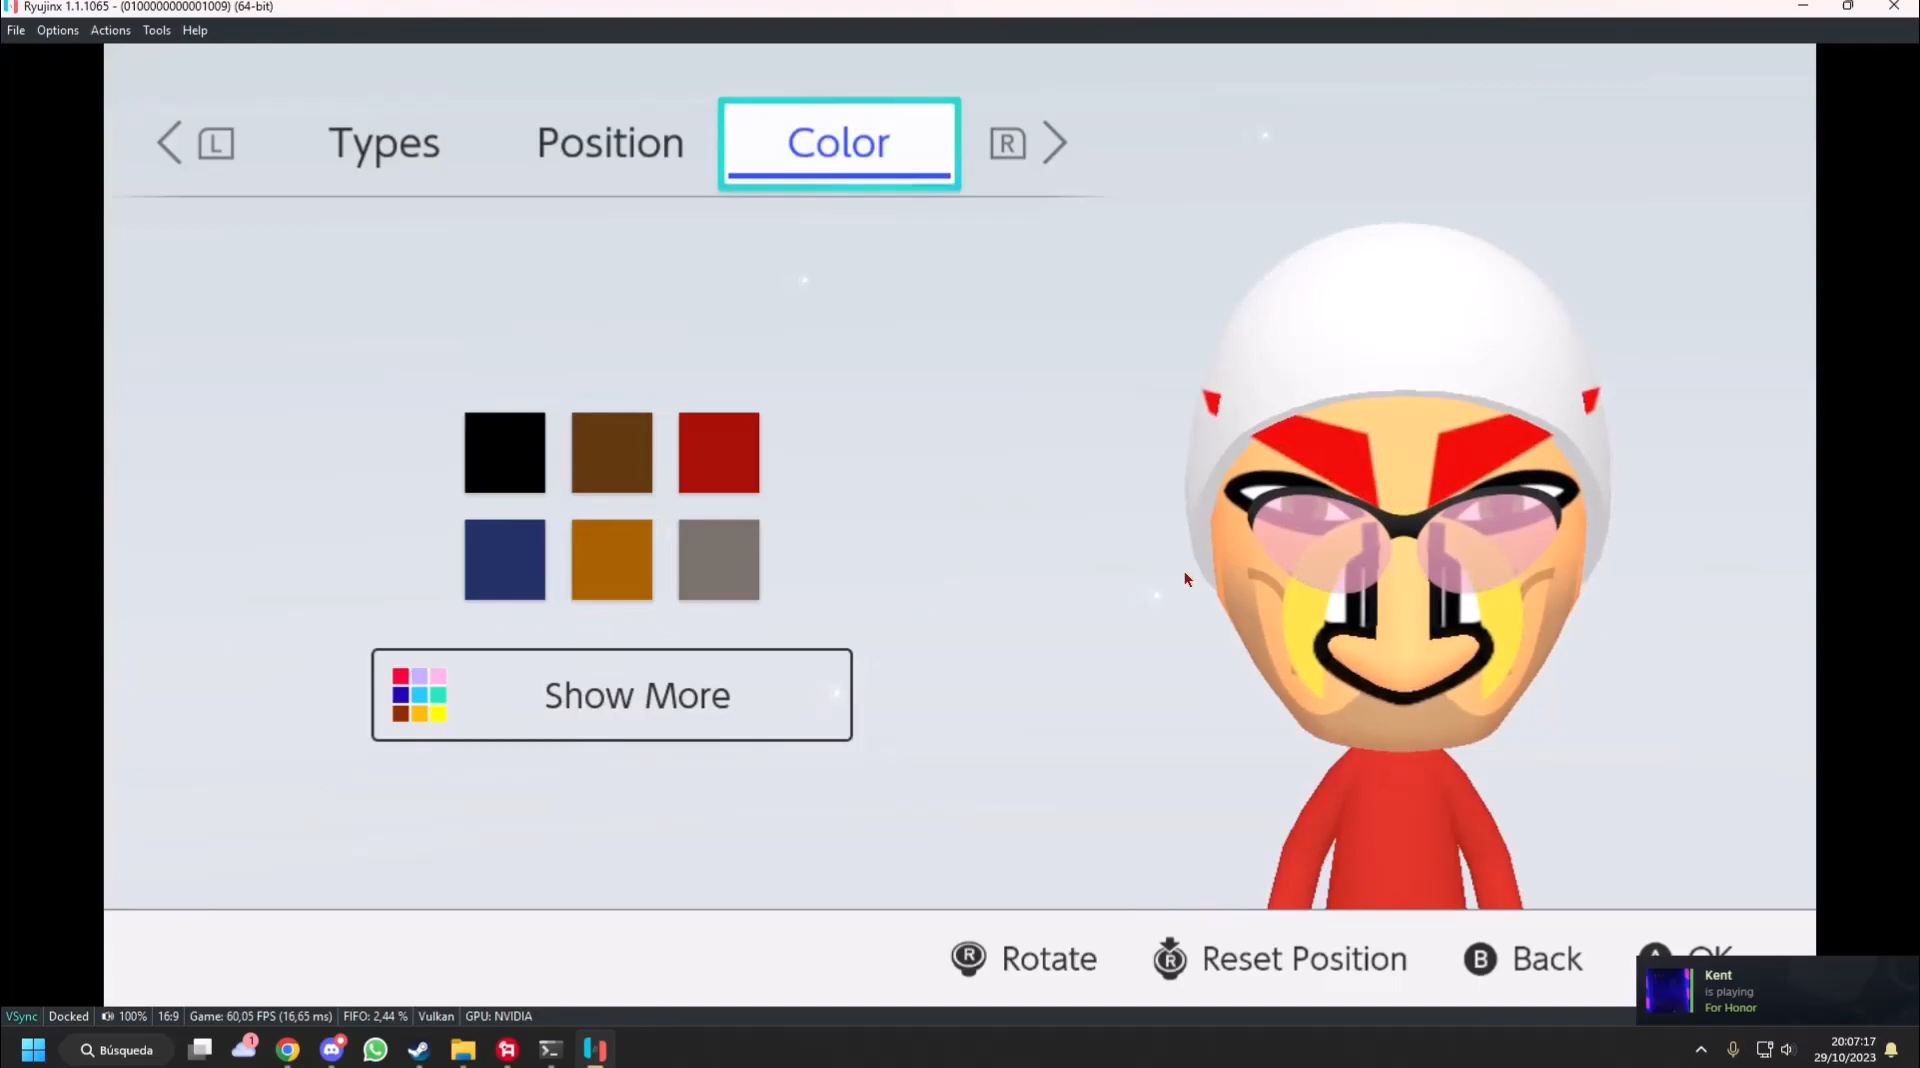 Ryujinx 1.1.1065 - (0100000000001009) (64-bit)
File Options Actions Tools Help
L Types Position Color R
Show More
R Rotate R Reset Position B Back A OK
Kent
is playing
For Honor
VSync Docked 100% 16:9 Game: 60,05 FPS (16,65 ms) FIFO: 2,44 % Vulkan GPU: NVIDIA
Búsqueda 1
20:07:17
29/10/2023